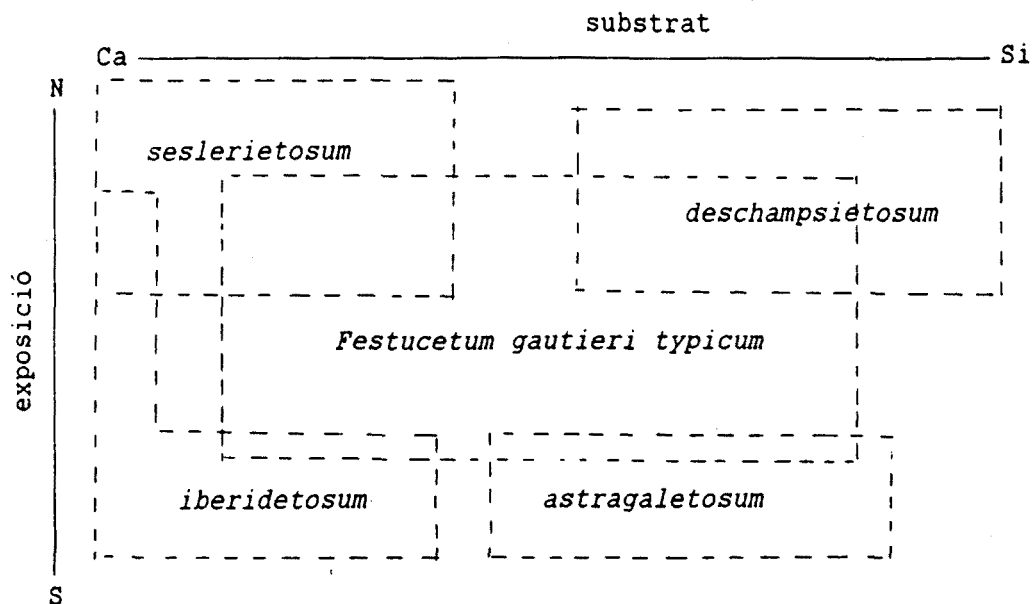 substrat
Ca Si
N
seslerietosum
deschampsietosum
exposició
Festucetum gautieri typicum
iberidetosum astragaletosum
S